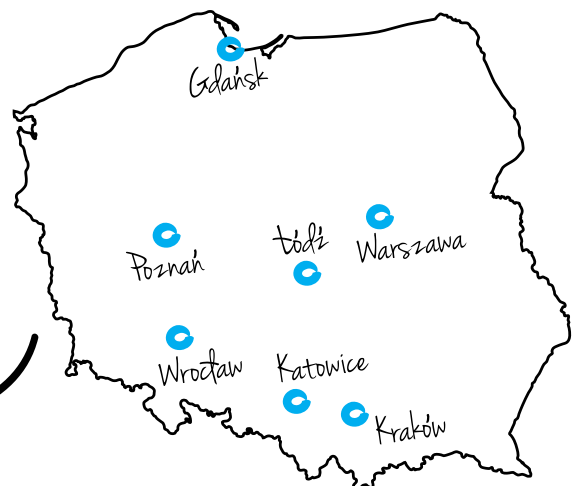 Gdańsk
Poznań
Łódź
Warszawa
Wrocław
Katowice
Kraków